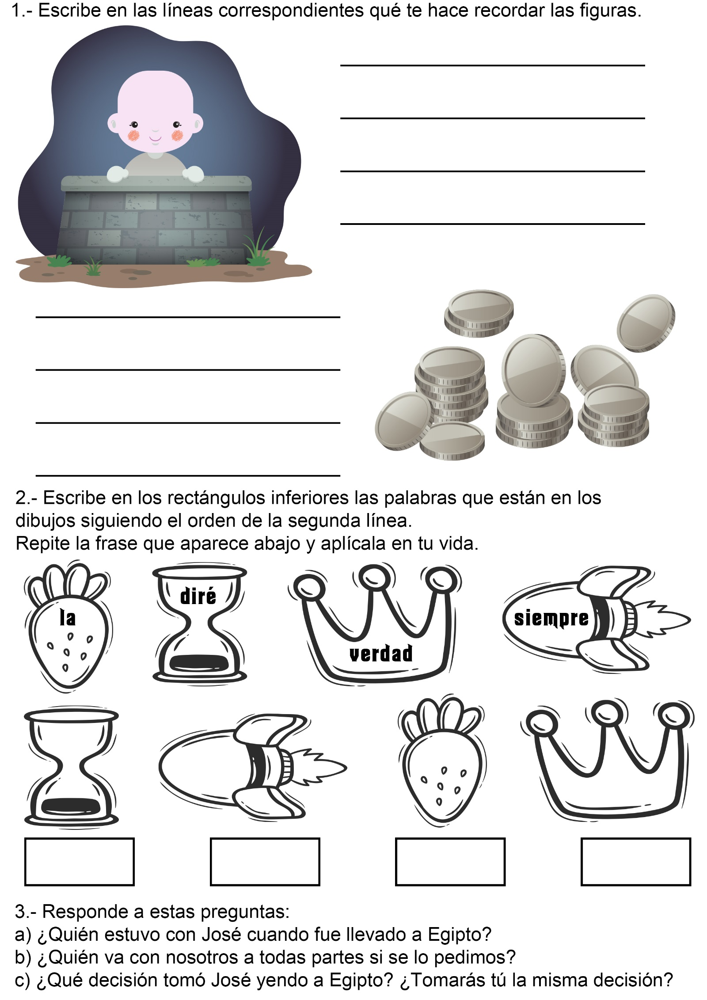 1.- Escribe en las líneas correspondientes qué te hace recordar las figuras.
2.- Escribe en los rectángulos inferiores las palabras que están en los
dibujos siguiendo el orden de la segunda línea.
Repite la frase que aparece abajo y aplícala en tu vida.
la
diré
verdad
siempre
3.- Responde a estas preguntas:
a) ¿Quién estuvo con José cuando fue llevado a Egipto?
b) ¿Quién va con nosotros a todas partes si se lo pedimos?
c) ¿Qué decisión tomó José yendo a Egipto? ¿Tomarás tú la misma decisión?